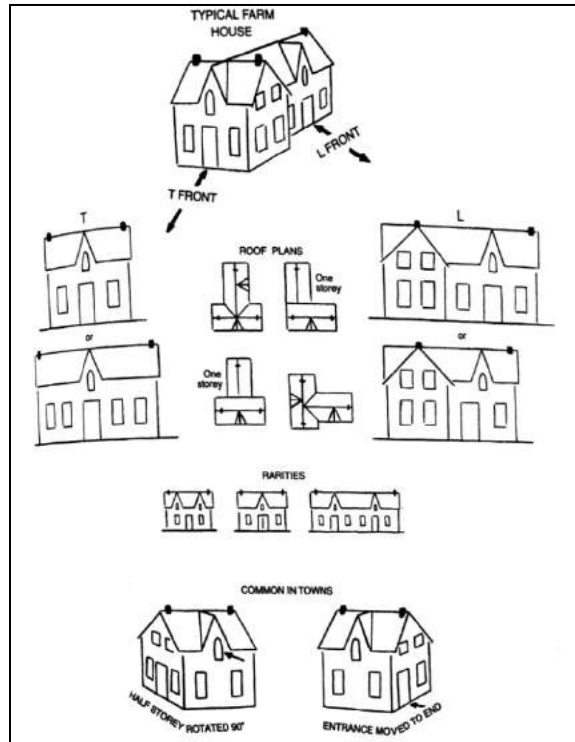 TYPICAL FARM
HOUSE
L FRONT
T FRONT
T
L
ROOF PLANS
One
storey
or
or
One
storey
RARITIES
COMMON IN TOWNS
HALF STOREY ROTATED 90°
ENTRANCE MOVED TO END